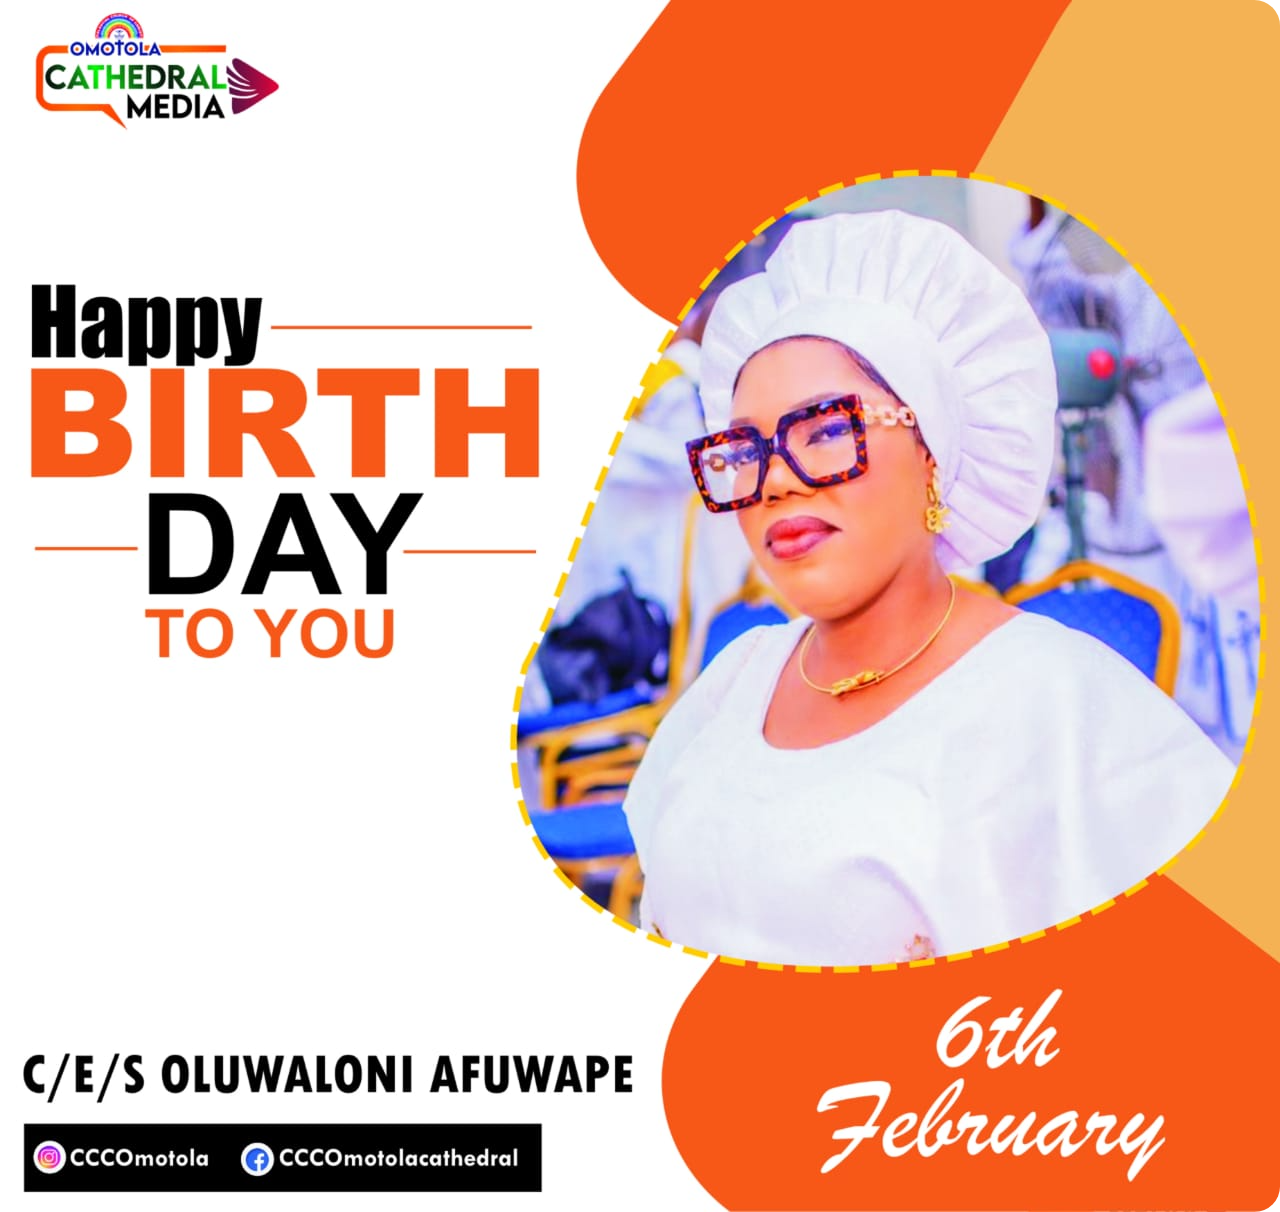 OMOTOLA
CATHEDRAL
MEDIA
Happy
BIRTH
DAY
TO YOU
6th
February
C/E/S OLUWALONI AFUWAPE
CCCOmotola CCCOmotolacathedral